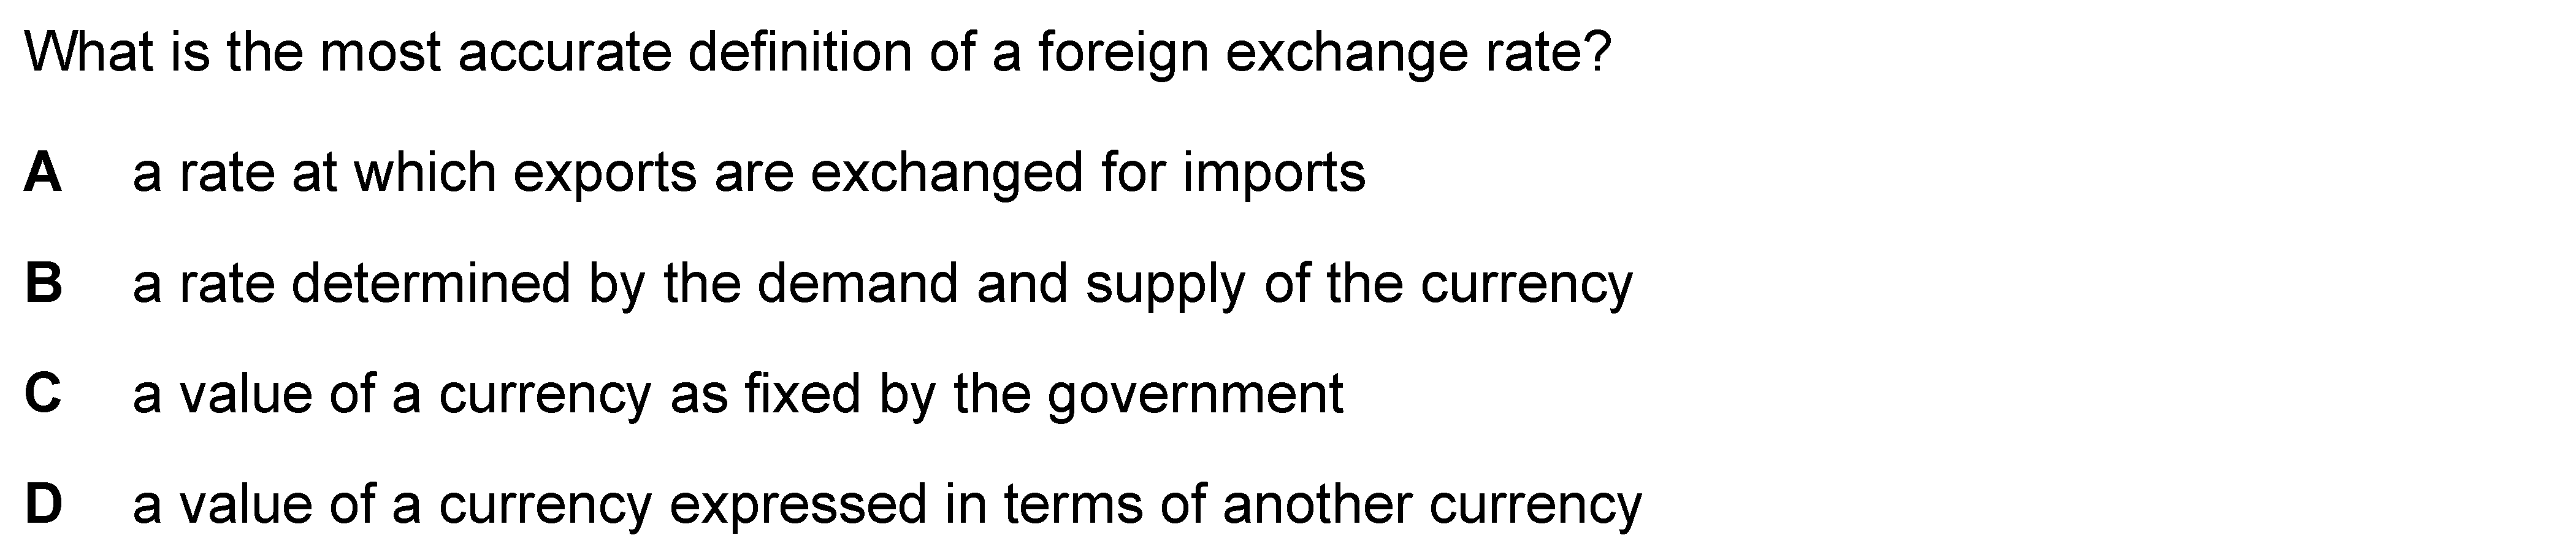 What is the most accurate definition of a foreign exchange rate?
A a rate at which exports are exchanged for imports
B a rate determined by the demand and supply of the currency
C a value of a currency as fixed by the government
D a value of a currency expressed in terms of another currency